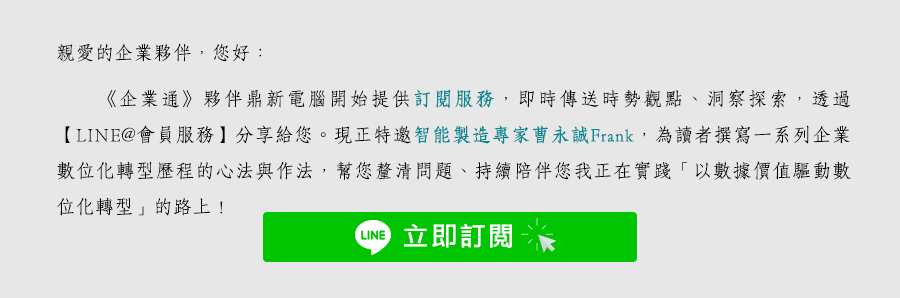 親愛的企業夥伴，您好：
《企業通》夥伴鼎新電腦開始提供訂閱服務，即時傳送時勢觀點、洞察探索，透過
【LINE@會員服務】分享給您。現正特邀智能製造專家曹永誠Frank，為讀者撰寫一系列企業
數位化轉型歷程的心法與作法，幫您釐清問題、持續陪伴您我正在實踐「以數據價值驅動數
位化轉型」的路上！
LINE 立即訂閱